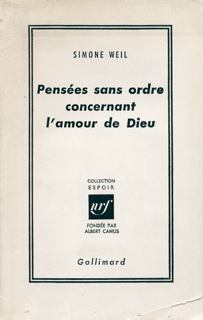 SIMONE WEIL
Pensées sans ordre
concernant
l'amour de Dieu
COLLECTION
ESPOIR
nrf
FONDÉE PAR
ALBERT CAMUS
Gallimard